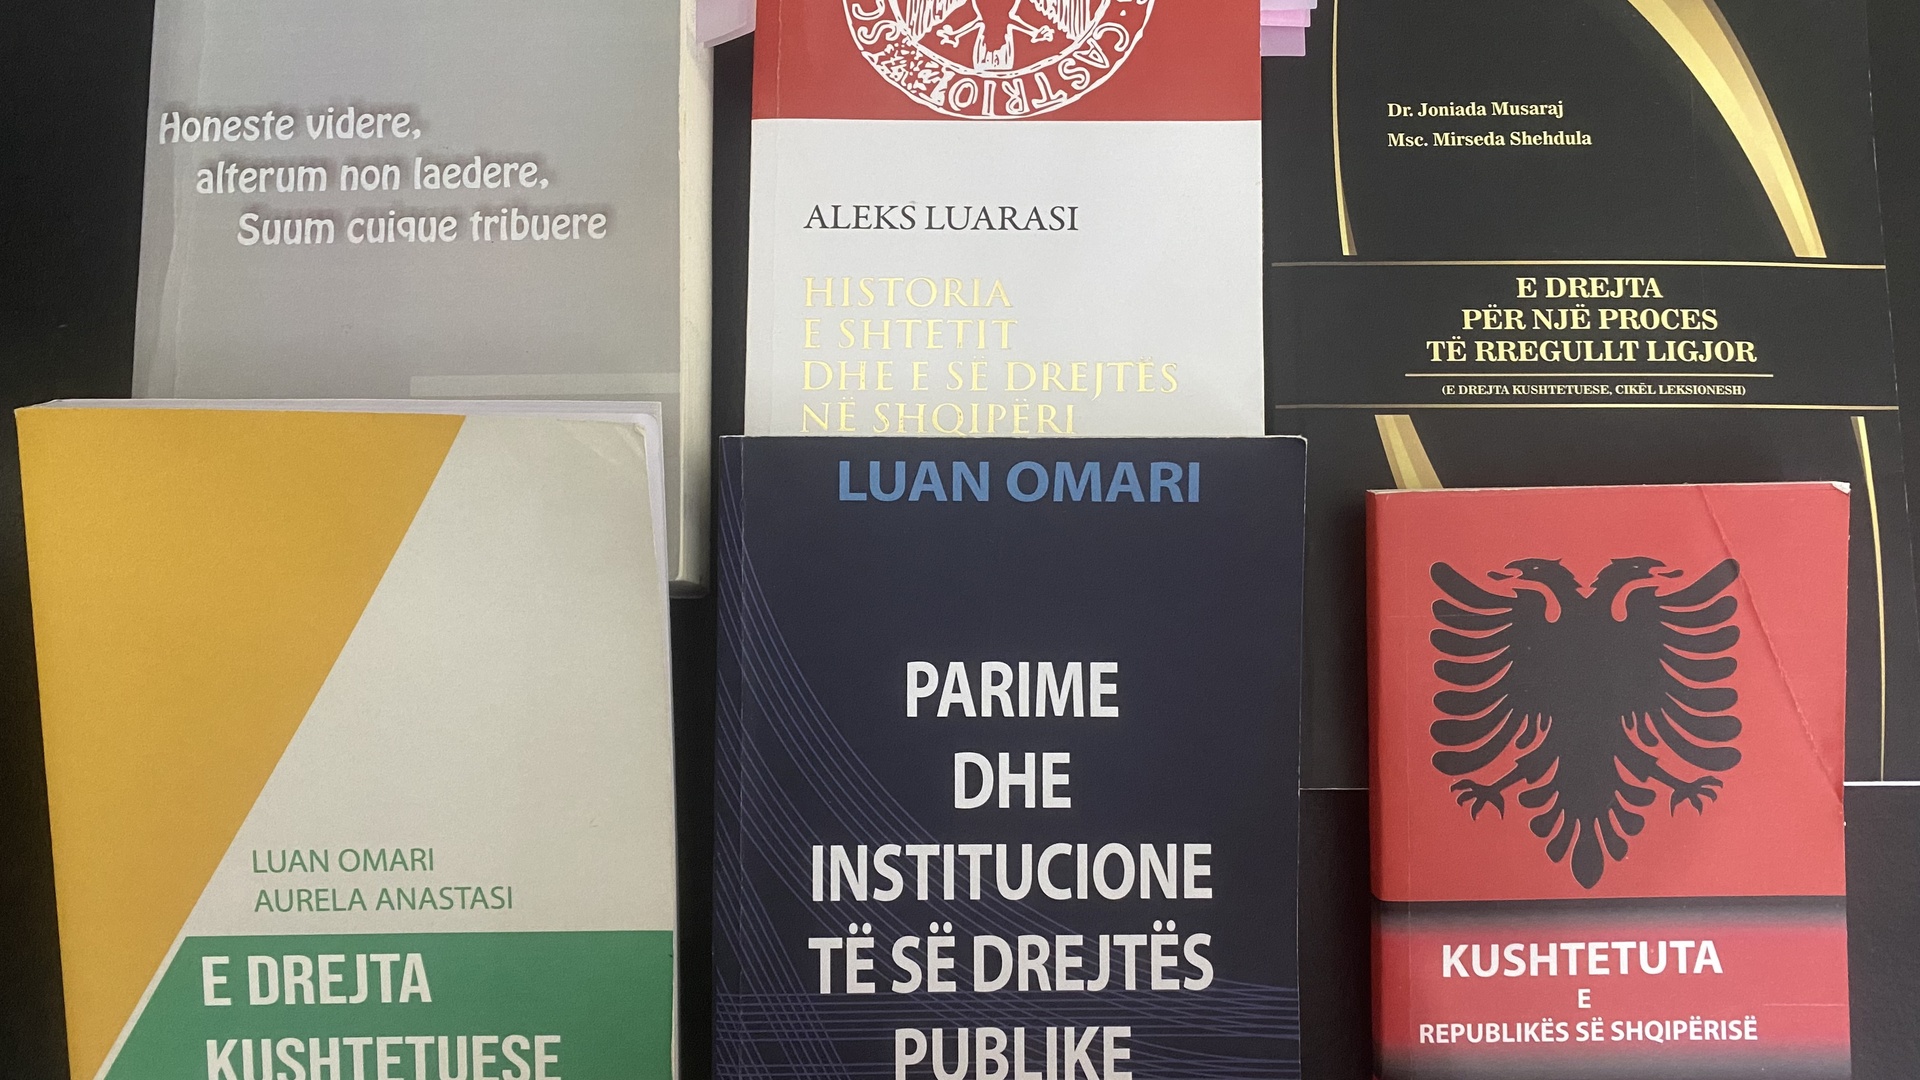 Honeste videre,
alterum non laedere,
Suum cuique tribuere
CASTRIO
ALEKS LUARASI
HISTORIA
E SHTETIT
DHE E SË DREJTËS
NË SHQIPËRI
Dr. Joniada Musaraj
Msc. Mirseda Shehdula
E DREJTA
PËR NJË PROCES
TË RREGULLT LIGJOR
(E DREJTA KUSHTETUESE, CIKËL LEKSIONESH)
LUAN OMARI
AURELA ANASTASI
E DREJTA
KUSHTETUESE
LUAN OMARI
PARIME
DHE
INSTITUCIONE
TË SË DREJTËS
PUBLIKE
KUSHTETUTA
E
REPUBLIKËS SË SHQIPËRISË